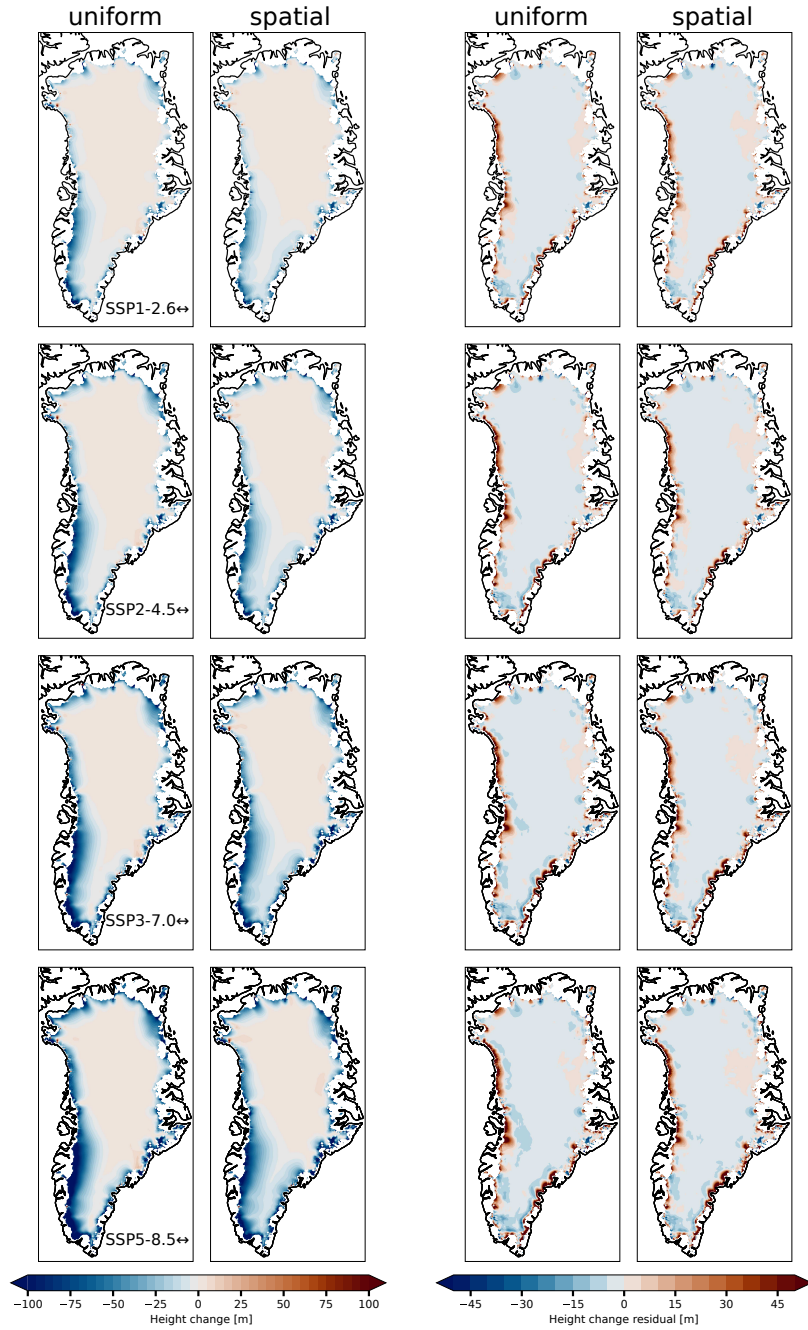 uniform spatial uniform spatial
SSP1-2.6↔
SSP2-4.5↔
SSP3-7.0↔
SSP5-8.5↔
−100 −75 −50 −25 0 25 50 75 100
Height change [m]
−45 −30 −15 0 15 30 45
Height change residual [m]